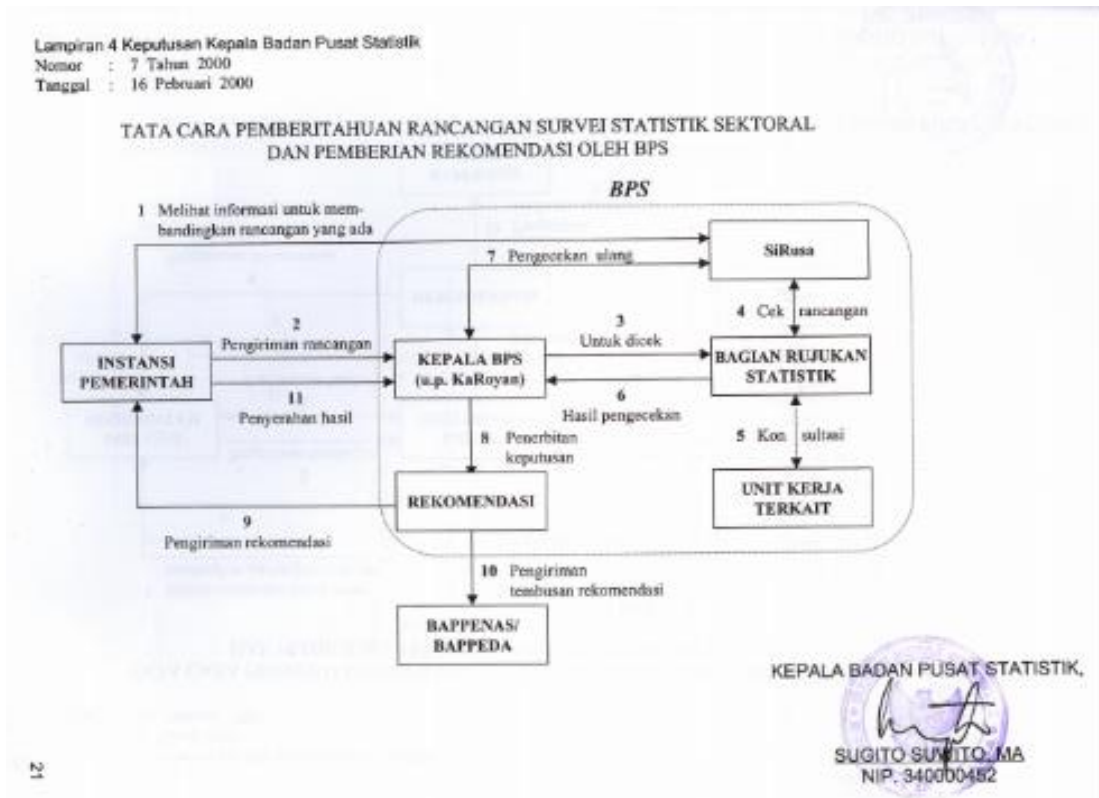 Lampiran 4 Keputusan Kepala Badan Pusat Statistik
Nomor : 7 Tahun 2000
Tanggal : 16 Pebruari 2000
TATA CARA PEMBERITAHUAN RANCANGAN SURVEI STATISTIK SEKTORAL
DAN PEMBERIAN REKOMENDASI OLEH BPS
BPS
1 Melihat informasi untuk mem-
bandingkan rancangan yang ada
SiRusa
7 Pengecekan ulang
4 Cek rancangan
2
Pengiriman rancangan
3
Untuk dicek
INSTANSI
PEMERINTAH
KEPALA BPS
(u.p. KaRoyan)
BAGIAN RUJUKAN
STATISTIK
11
Penyerahan hasil
6
Hasil pengecekan
8 Penerbitan
keputusan
5 Kon sultasi
REKOMENDASI
UNIT KERJA
TERKAIT
9
Pengiriman rekomendasi
10 Pengiriman
tembusan rekomendasi
BAPPENAS/
BAPPEDA
KEPALA BADAN PUSAT STATISTIK,
SUGITO SUWITO, MA
NIP. 340000452
21